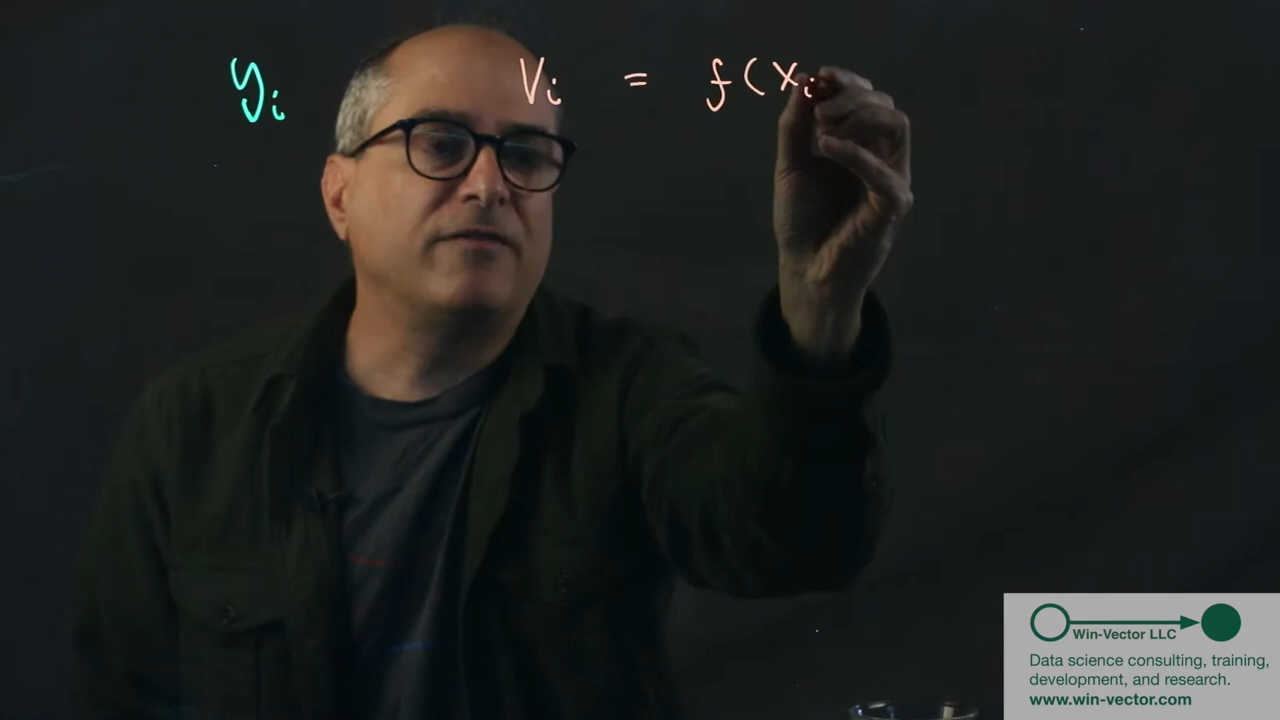 yᵢ Vᵢ = f(xᵢ
Win-Vector LLC
Data science consulting, training,
development, and research.
www.win-vector.com